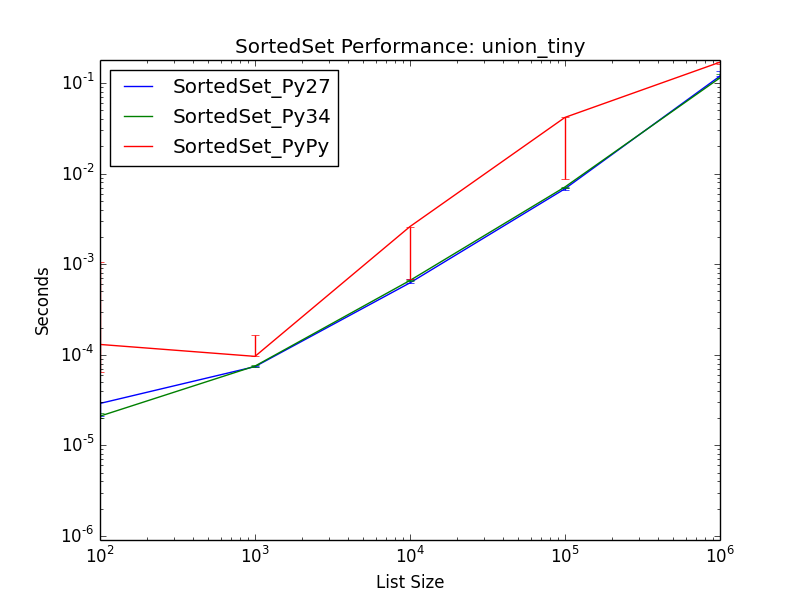 SortedSet Performance: union_tiny
SortedSet_Py27
SortedSet_Py34
SortedSet_PyPy
10^-1
10^-2
10^-3
10^-4
10^-5
10^-6
Seconds
10^2 10^3 10^4 10^5 10^6
List Size